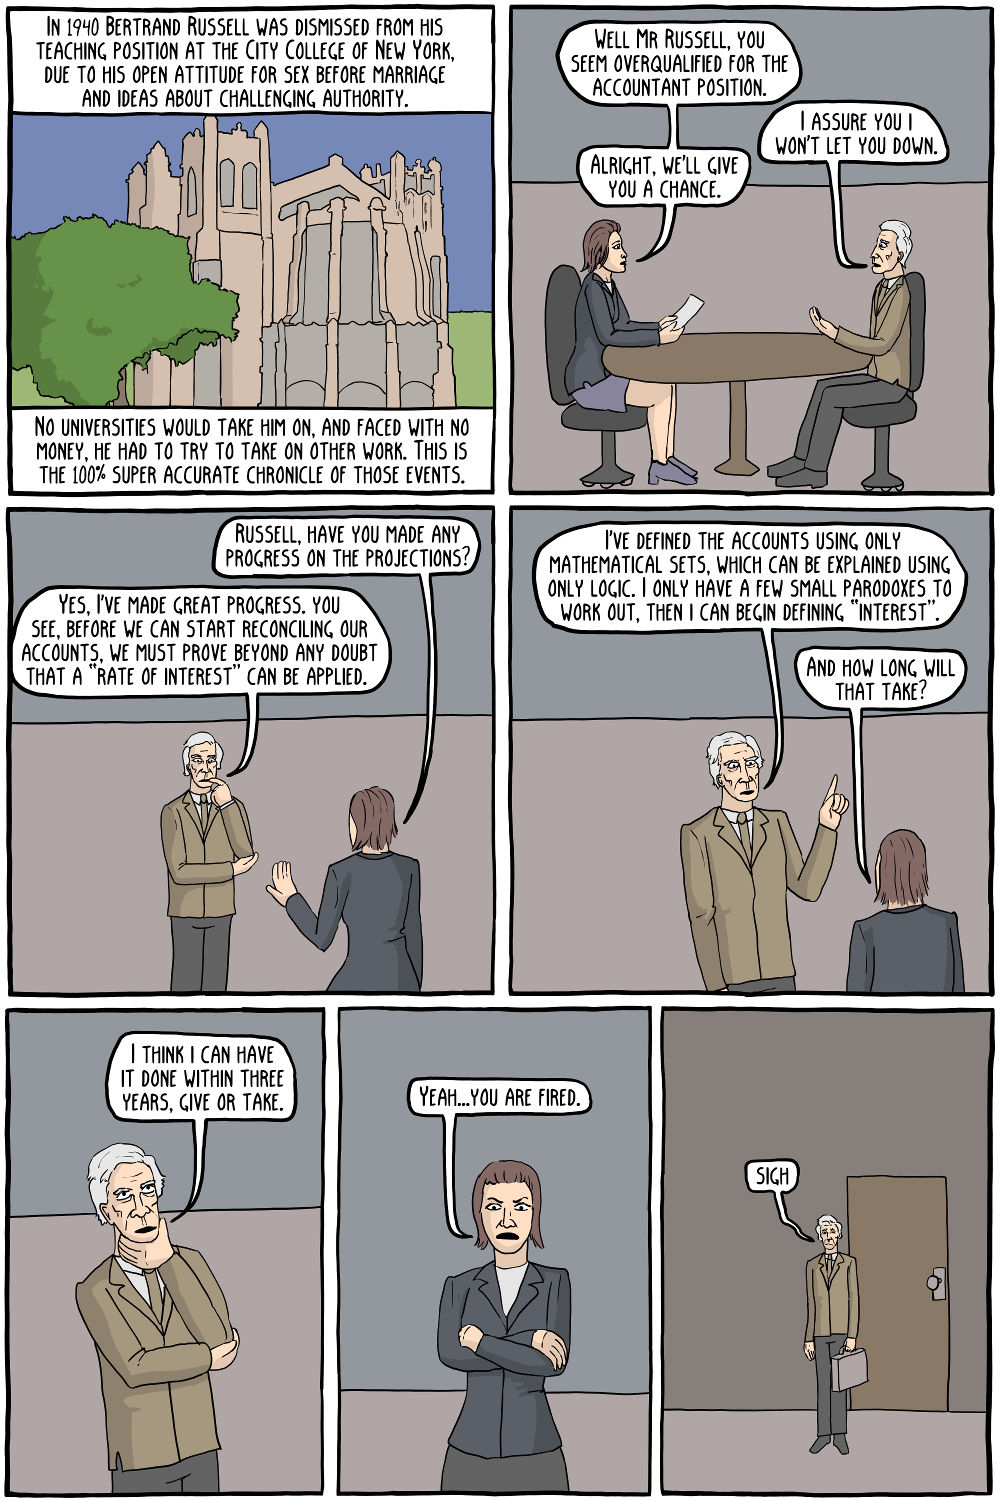 In 1940 Bertrand Russell was dismissed from his
teaching position at the City College of New York,
due to his open attitude for sex before marriage
and ideas about challenging authority.
No universities would take him on, and faced with no
money, he had to try to take on other work. This is
the 100% super accurate chronicle of those events.
Well Mr Russell, you
seem overqualified for the
accountant position.
I assure you I
won't let you down.
Alright, we'll give
you a chance.
Russell, have you made any
progress on the projections?
Yes, I've made great progress. You
see, before we can start reconciling our
accounts, we must prove beyond any doubt
that a "rate of interest" can be applied.
I've defined the accounts using only
mathematical sets, which can be explained using
only logic. I only have a few small parodoxes to
work out, then I can begin defining "interest".
And how long will
that take?
I think I can have
it done within three
years, give or take.
Yeah...you are fired.
Sigh